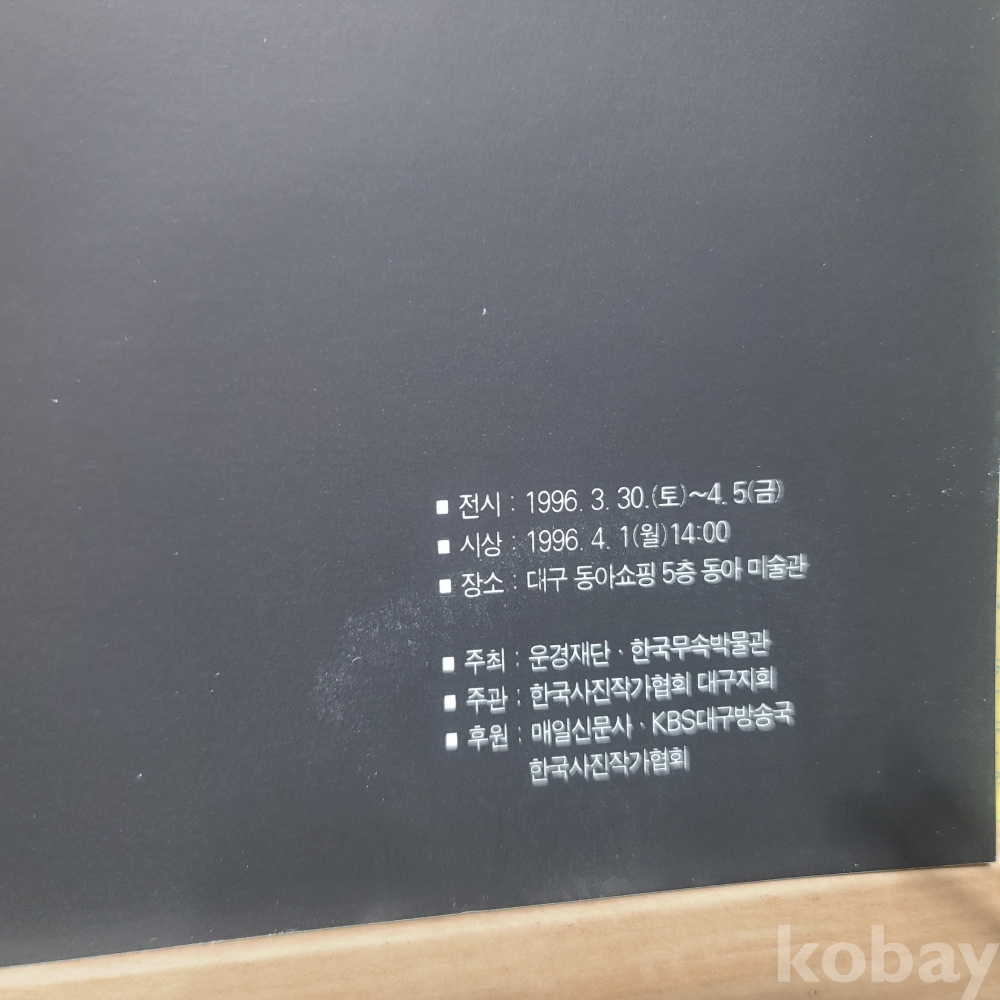 ■ 전시 : 1996. 3. 30.(토)~4. 5(금)
■ 시상 : 1996. 4. 1(월)14:00
■ 장소 : 대구 동아쇼핑 5층 동아 미술관
■ 주최 : 운경재단 · 한국무속박물관
■ 주관 : 한국사진작가협회 대구지회
■ 후원 : 매일신문사 · KBS대구방송국
한국사진작가협회
kobay